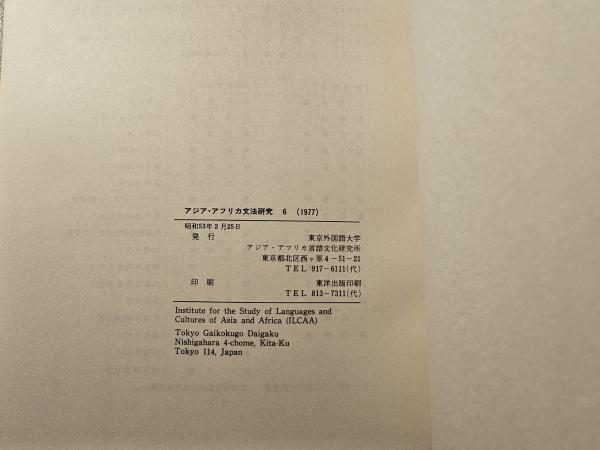 アジア・アフリカ文法研究 6 (1977)
昭和53年2月25日
発行 東京外国語大学
アジア・アフリカ言語文化研究所
東京都北区西ヶ原4-51-21
TEL 917-6111(代)
印刷 東洋出版印刷
TEL 813-7311(代)
Institute for the Study of Languages and
Cultures of Asia and Africa (ILCAA)
Tokyo Gaikokugo Daigaku
Nishigahara 4-chome, Kita-Ku
Tokyo 114, Japan